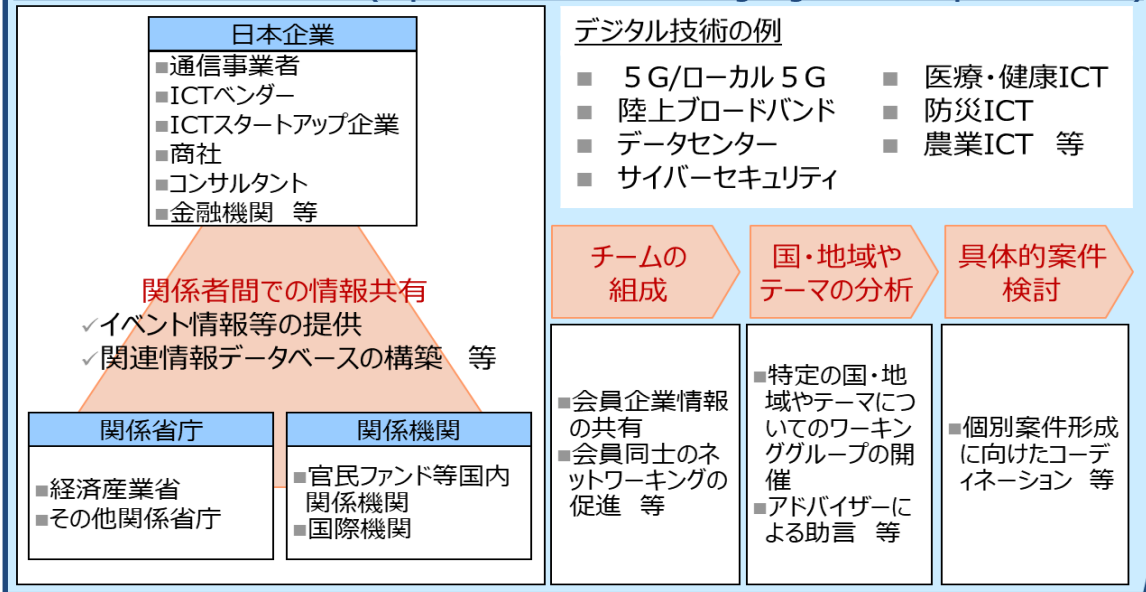 日本企業
■通信事業者
■ICTベンダー
■ICTスタートアップ企業
■商社
■コンサルタント
■金融機関 等
関係者間での情報共有
✓イベント情報等の提供
✓関連情報データベースの構築 等
関係省庁
■経済産業省
■その他関係省庁
関係機関
■官民ファンド等国内
関係機関
■国際機関
デジタル技術の例
■ 5G/ローカル5G
■ 陸上ブロードバンド
■ データセンター
■ サイバーセキュリティ
■ 医療・健康ICT
■ 防災ICT
■ 農業ICT 等
チームの
組成
■会員企業情報
の共有
■会員同士のネ
ットワーキングの
促進 等
国・地域や
テーマの分析
■特定の国・地
域やテーマにつ
いてのワーキン
ググループの開
催
■アドバイザーに
よる助言 等
具体的案件
検討
■個別案件形成
に向けたコーデ
ィネーション 等